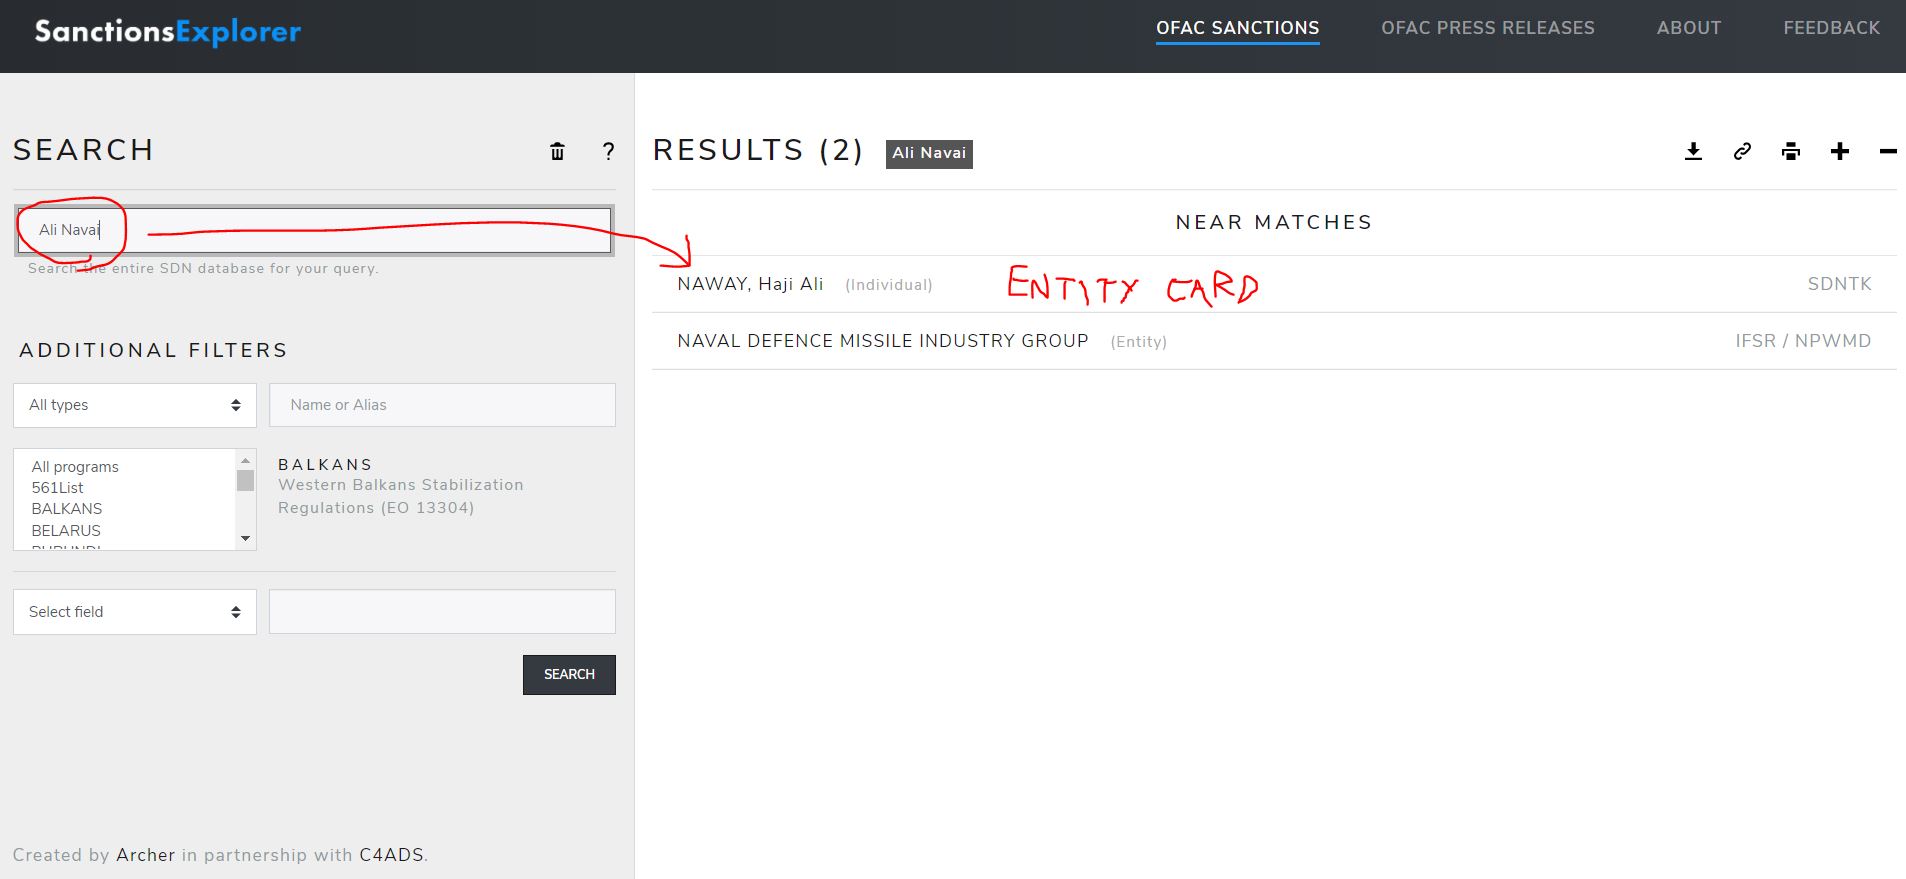 SanctionsExplorer
OFAC SANCTIONS
OFAC PRESS RELEASES
ABOUT
FEEDBACK
SEARCH
?
Ali Navai
Search the entire SDN database for your query.
ADDITIONAL FILTERS
All types
Name or Alias
All programs
561List
BALKANS
BELARUS
BURUNDI
BALKANS
Western Balkans Stabilization
Regulations (EO 13304)
Select field
SEARCH
Created by Archer in partnership with C4ADS.
RESULTS (2)
Ali Navai
NEAR MATCHES
NAWAY, Haji Ali (Individual)
ENTITY CARD
SDNTK
NAVAL DEFENCE MISSILE INDUSTRY GROUP (Entity)
IFSR / NPWMD